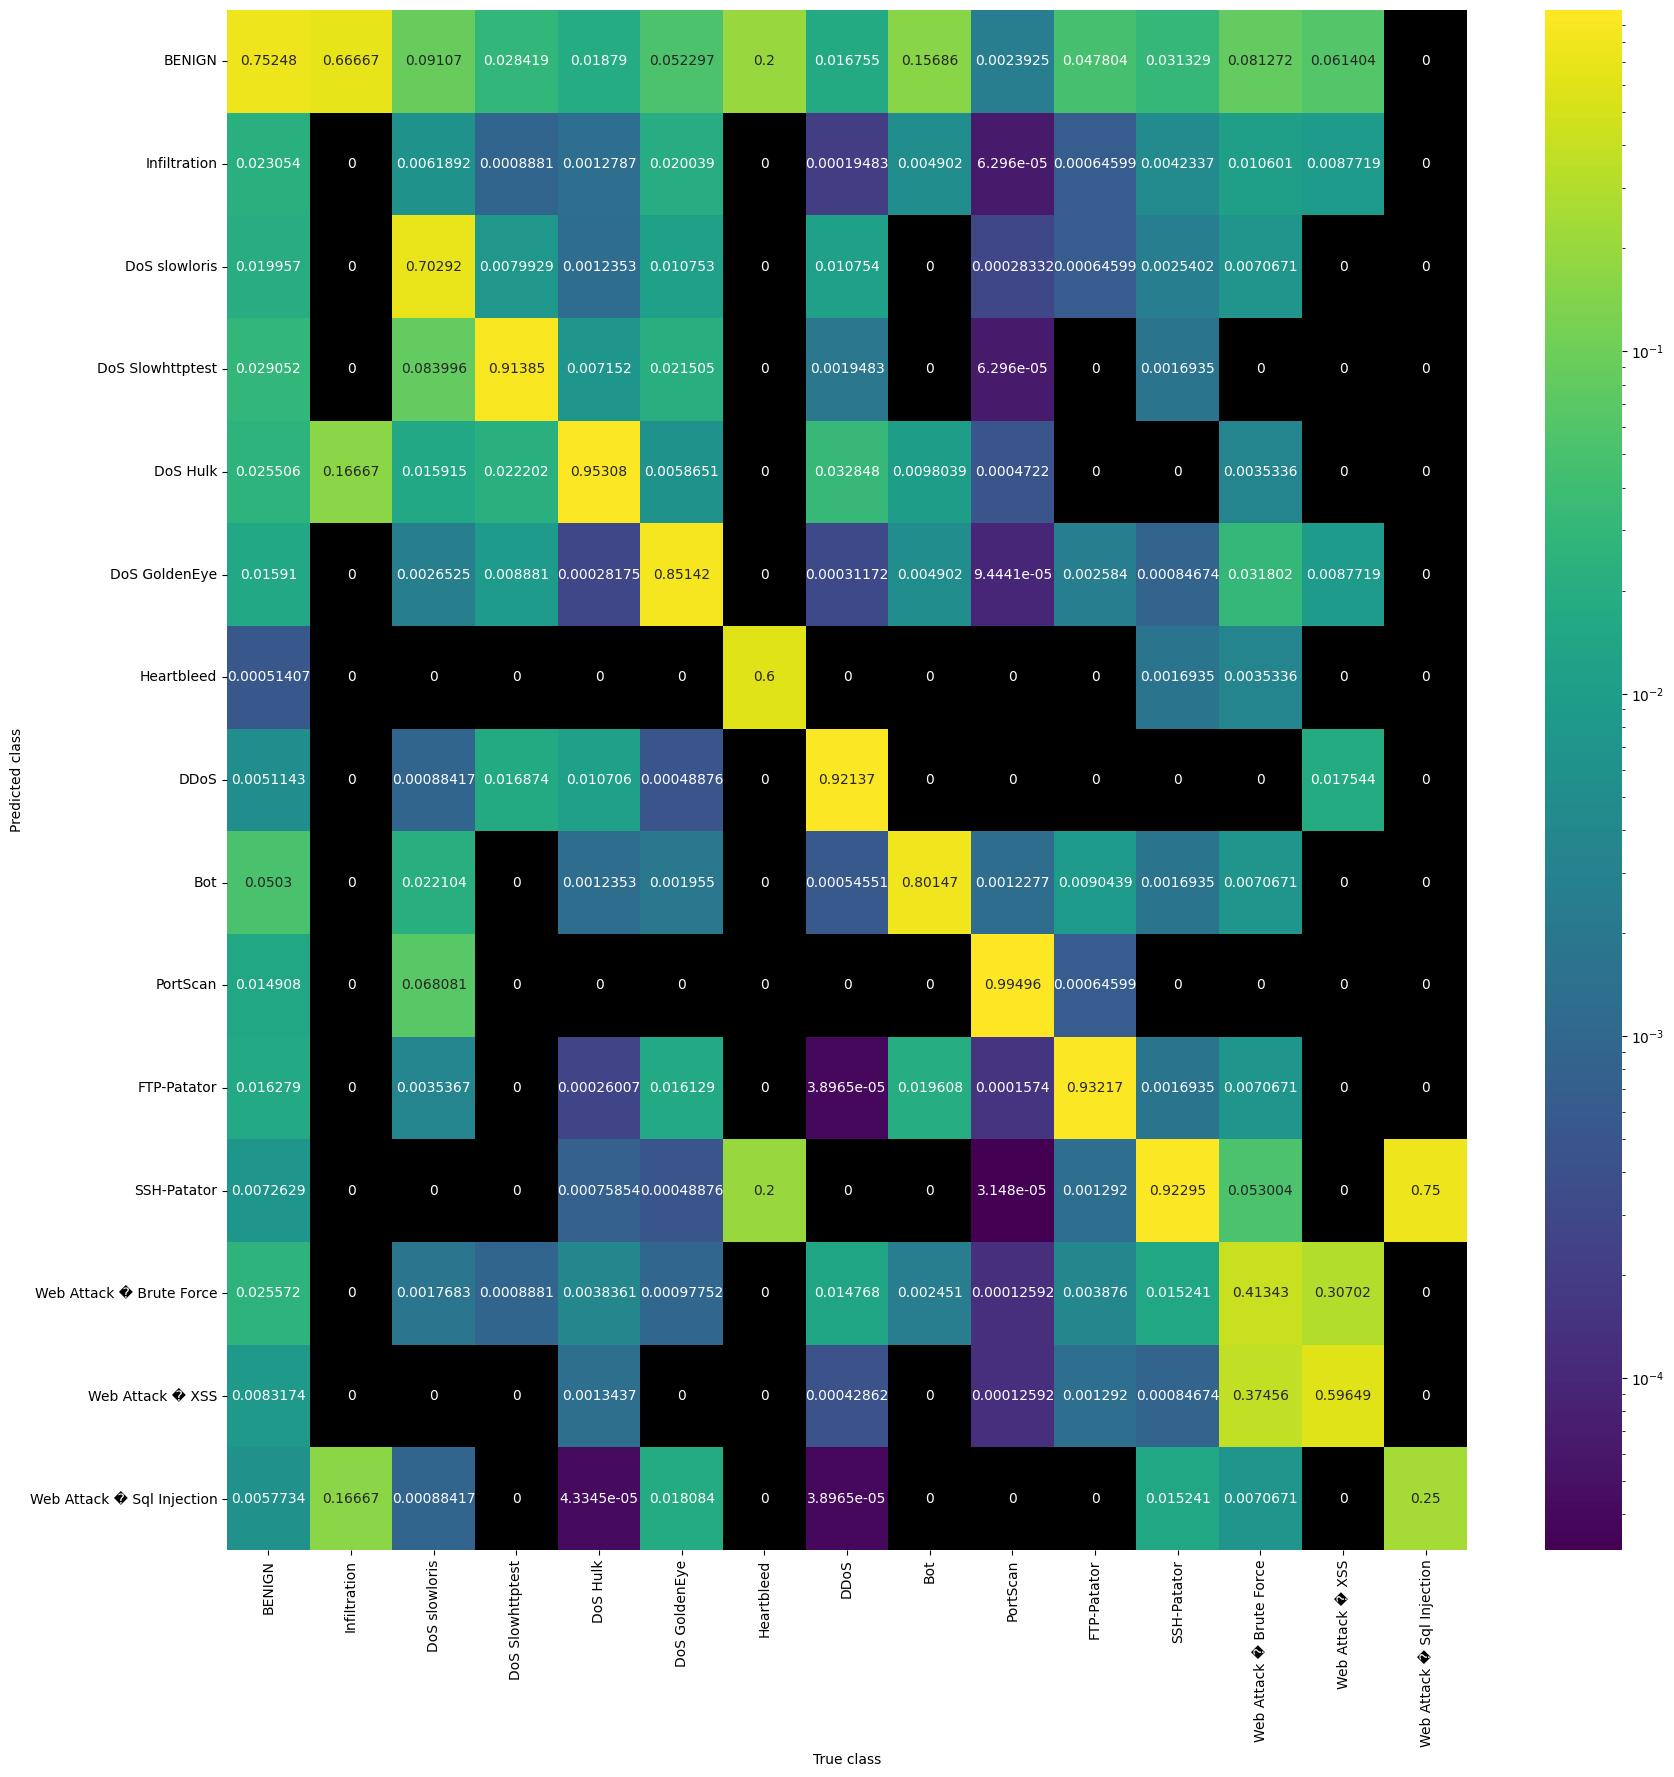 BENIGN 0.75248 0.66667 0.09107 0.028419 0.01879 0.052297 0.2 0.016755 0.15686 0.0023925 0.047804 0.031329 0.081272 0.061404 0
Infiltration 0.023054 0 0.0061892 0.0008881 0.0012787 0.020039 0 0.00019483 0.004902 6.296e-05 0.00064599 0.0042337 0.010601 0.0087719 0
DoS slowloris 0.019957 0 0.70292 0.0079929 0.0012353 0.010753 0 0.010754 0 0.00028332 0.00064599 0.0025402 0.0070671 0 0
DoS Slowhttptest 0.029052 0 0.083996 0.91385 0.007152 0.021505 0 0.0019483 0 6.296e-05 0 0.0016935 0 0 0
10⁻¹
DoS Hulk 0.025506 0.16667 0.015915 0.022202 0.95308 0.0058651 0 0.032848 0.0098039 0.0004722 0 0 0.0035336 0 0
DoS GoldenEye 0.01591 0 0.0026525 0.008881 0.00028175 0.85142 0 0.00031172 0.004902 9.4441e-05 0.002584 0.00084674 0.031802 0.0087719 0
Heartbleed 0.00051407 0 0 0 0 0 0.6 0 0 0 0 0.0016935 0.0035336 0 0
10⁻²
Predicted class
DDoS 0.0051143 0 0.00088417 0.016874 0.010706 0.00048876 0 0.92137 0 0 0 0 0 0.017544 0
Bot 0.0503 0 0.022104 0 0.0012353 0.001955 0 0.00054551 0.80147 0.0012277 0.0090439 0.0016935 0.0070671 0 0
PortScan 0.014908 0 0.068081 0 0 0 0 0 0 0.99496 0.00064599 0 0 0 0
10⁻³
FTP-Patator 0.016279 0 0.0035367 0 0.00026007 0.016129 0 3.8965e-05 0.019608 0.0001574 0.93217 0.0016935 0.0070671 0 0
SSH-Patator 0.0072629 0 0 0 0.00075854 0.00048876 0.2 0 0 3.148e-05 0.001292 0.92295 0.053004 0 0.75
Web Attack � Brute Force 0.025572 0 0.0017683 0.0008881 0.0038361 0.00097752 0 0.014768 0.002451 0.00012592 0.003876 0.015241 0.41343 0.30702 0
10⁻⁴
Web Attack � XSS 0.0083174 0 0 0 0.0013437 0 0 0.00042862 0 0.00012592 0.001292 0.00084674 0.37456 0.59649 0
Web Attack � Sql Injection 0.0057734 0.16667 0.00088417 0 4.3345e-05 0.018084 0 3.8965e-05 0 0 0 0.015241 0.0070671 0 0.25
BENIGN
Infiltration
DoS slowloris
DoS Slowhttptest
DoS Hulk
DoS GoldenEye
Heartbleed
DDoS
Bot
PortScan
FTP-Patator
SSH-Patator
Web Attack � Brute Force
Web Attack � XSS
Web Attack � Sql Injection
True class